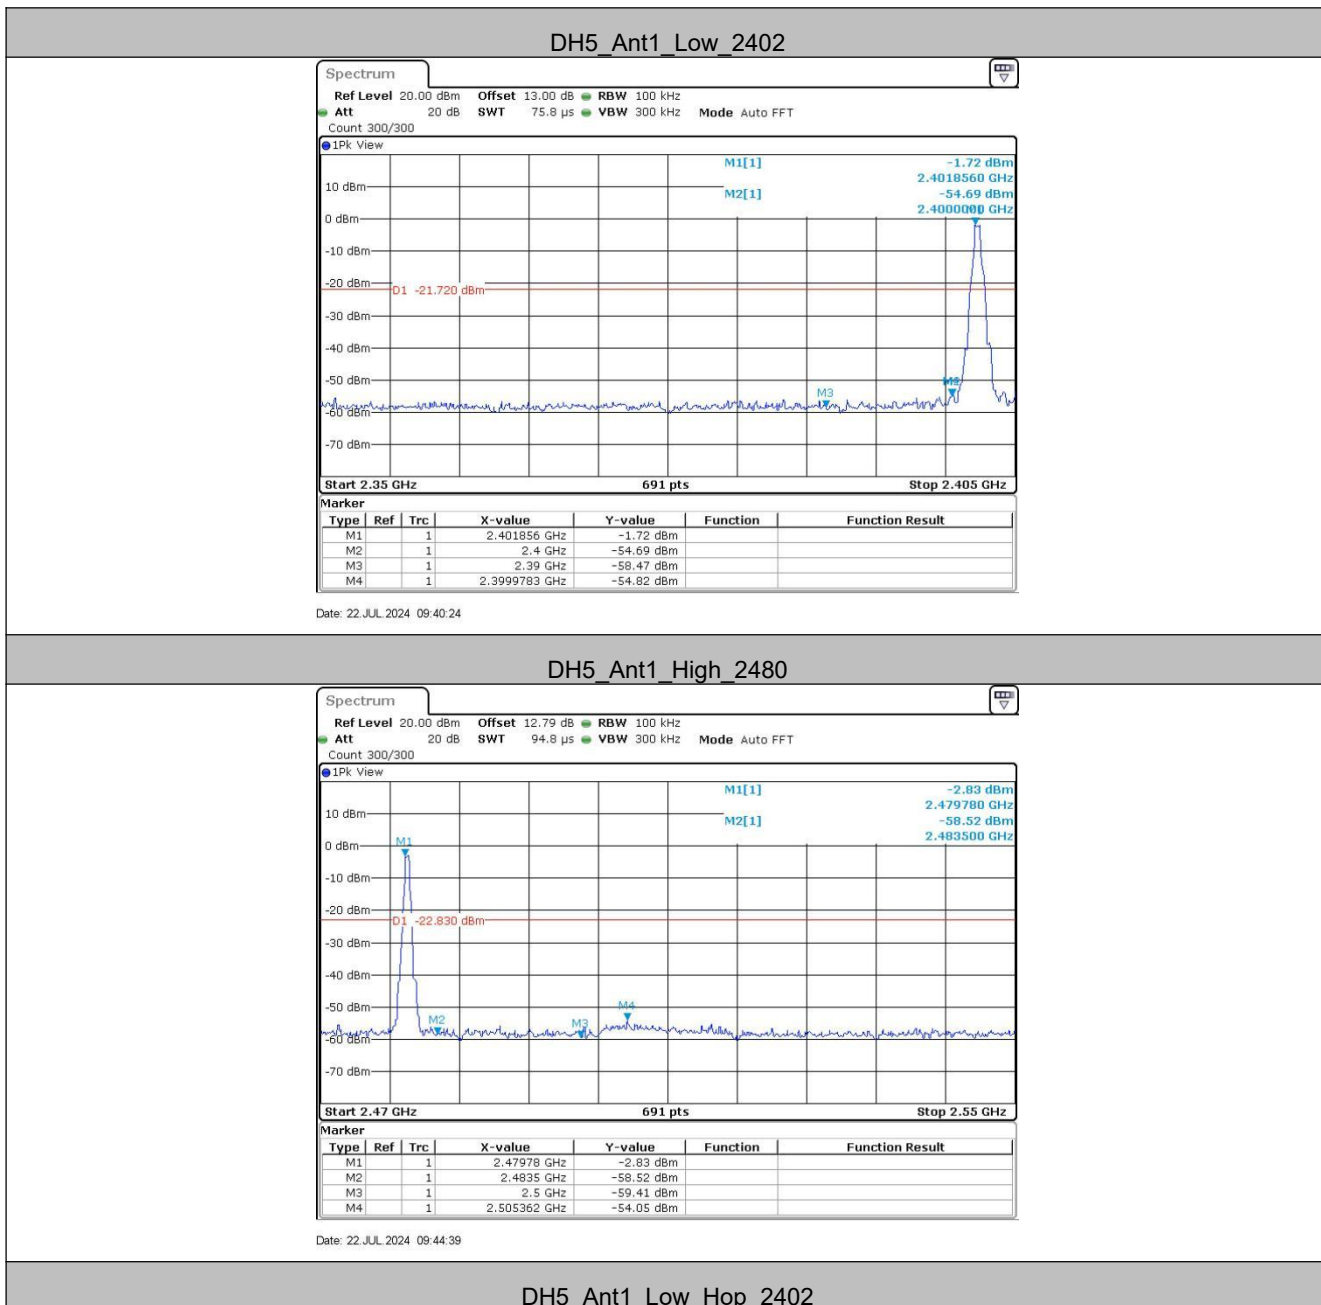 DH5_Ant1_Low_2402
Spectrum
Ref Level 20.00 dBm Offset 13.00 dB RBW 100 kHz
Att 20 dB SWT 75.8 µs VBW 300 kHz Mode Auto FFT
Count 300/300
1Pk View
M1[1] -1.72 dBm
2.4018560 GHz
M2[1] -54.69 dBm
2.4000000 GHz
M1
10 dBm
0 dBm
-10 dBm
-20 dBm
D1 -21.720 dBm
-30 dBm
-40 dBm
-50 dBm
M3
-60 dBm
-70 dBm
Start 2.35 GHz 691 pts Stop 2.405 GHz
Marker
Type Ref Trc X-value Y-value Function Function Result
M1 1 2.401856 GHz -1.72 dBm
M2 1 2.4 GHz -54.69 dBm
M3 1 2.39 GHz -58.47 dBm
M4 1 2.3999783 GHz -54.82 dBm
Date: 22.JUL.2024 09:40:24
DH5_Ant1_High_2480
Spectrum
Ref Level 20.00 dBm Offset 12.79 dB RBW 100 kHz
Att 20 dB SWT 94.8 µs VBW 300 kHz Mode Auto FFT
Count 300/300
1Pk View
M1[1] -2.83 dBm
2.479780 GHz
M2[1] -58.52 dBm
2.483500 GHz
10 dBm
0 dBm
M1
-10 dBm
-20 dBm
D1 -22.830 dBm
-30 dBm
-40 dBm
-50 dBm
M2 M3 M4
-60 dBm
-70 dBm
Start 2.47 GHz 691 pts Stop 2.55 GHz
Marker
Type Ref Trc X-value Y-value Function Function Result
M1 1 2.47978 GHz -2.83 dBm
M2 1 2.4835 GHz -58.52 dBm
M3 1 2.5 GHz -59.41 dBm
M4 1 2.505362 GHz -54.05 dBm
Date: 22.JUL.2024 09:44:39
DH5_Ant1_Low_Hop_2402